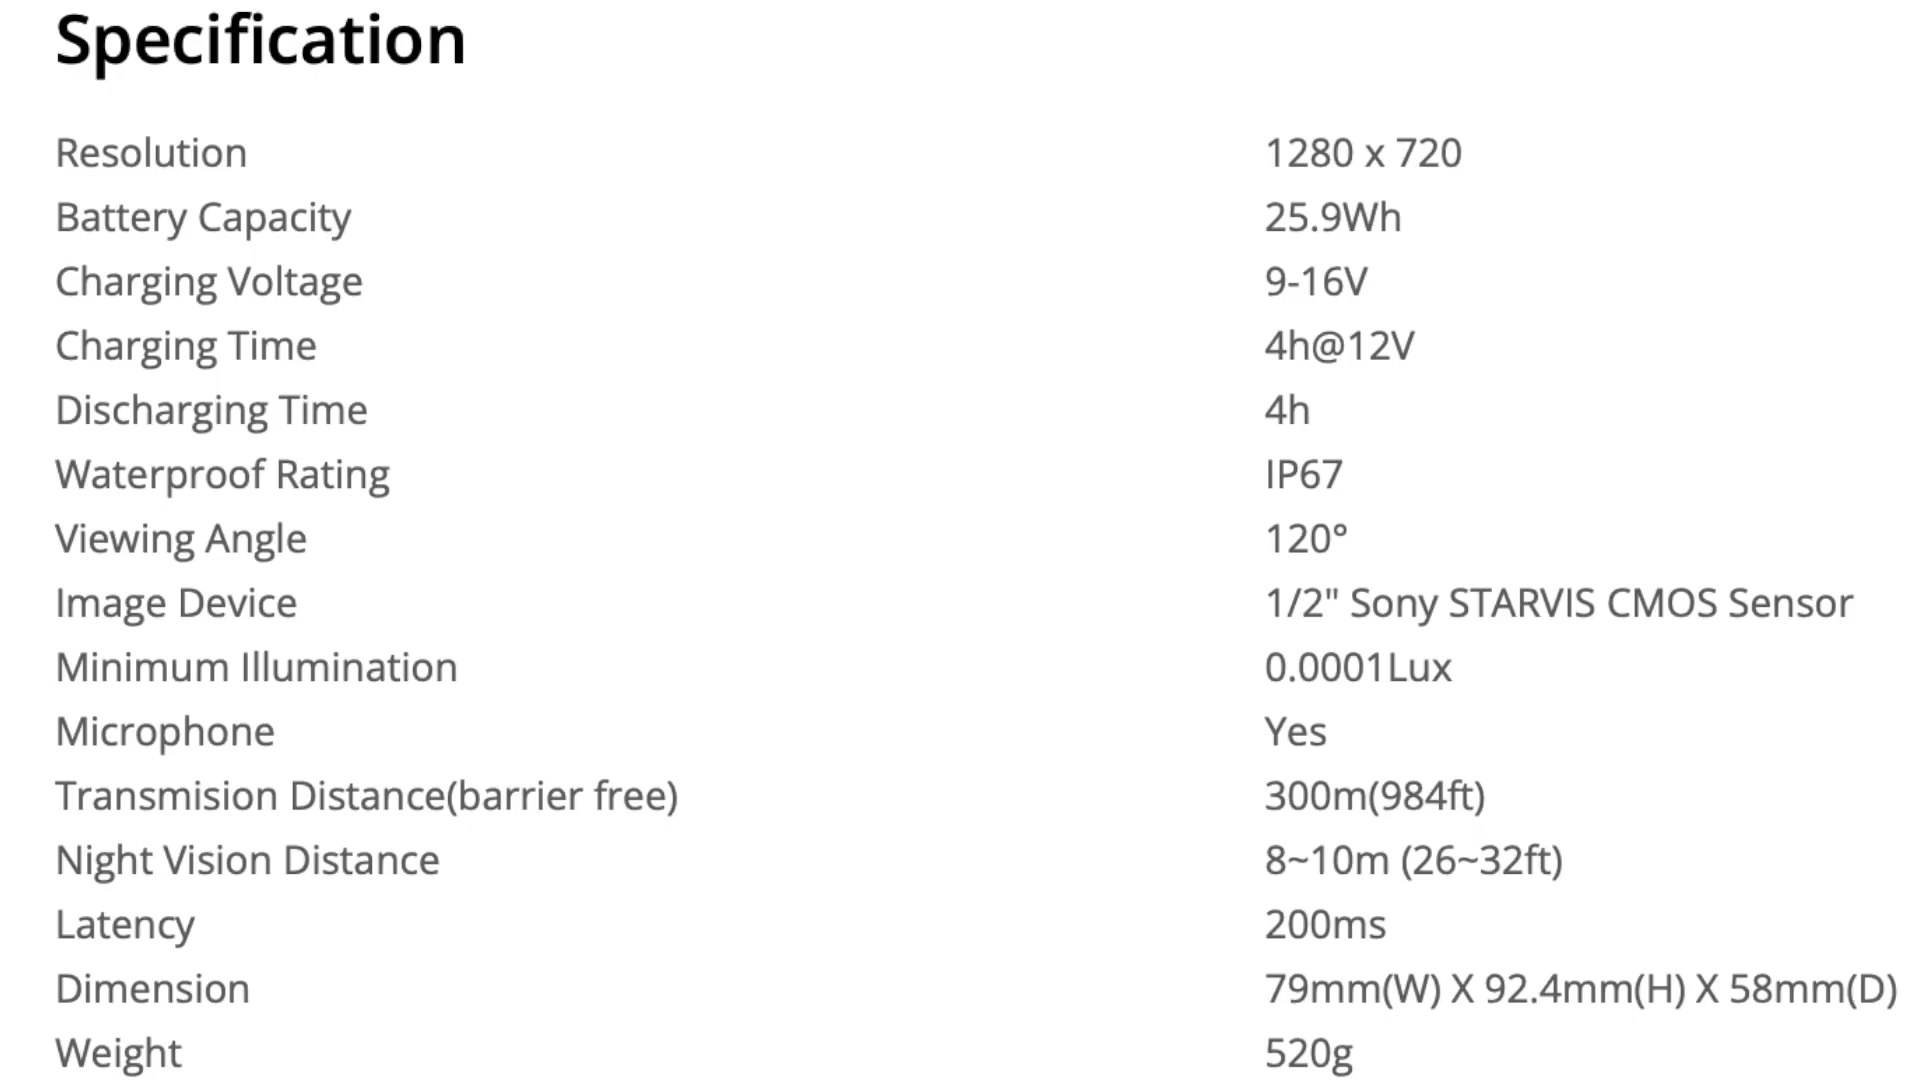 Specification
Resolution 1280 x 720
Battery Capacity 25.9Wh
Charging Voltage 9-16V
Charging Time 4h@12V
Discharging Time 4h
Waterproof Rating IP67
Viewing Angle 120°
Image Device 1/2" Sony STARVIS CMOS Sensor
Minimum Illumination 0.0001Lux
Microphone Yes
Transmision Distance(barrier free) 300m(984ft)
Night Vision Distance 8~10m (26~32ft)
Latency 200ms
Dimension 79mm(W) X 92.4mm(H) X 58mm(D)
Weight 520g